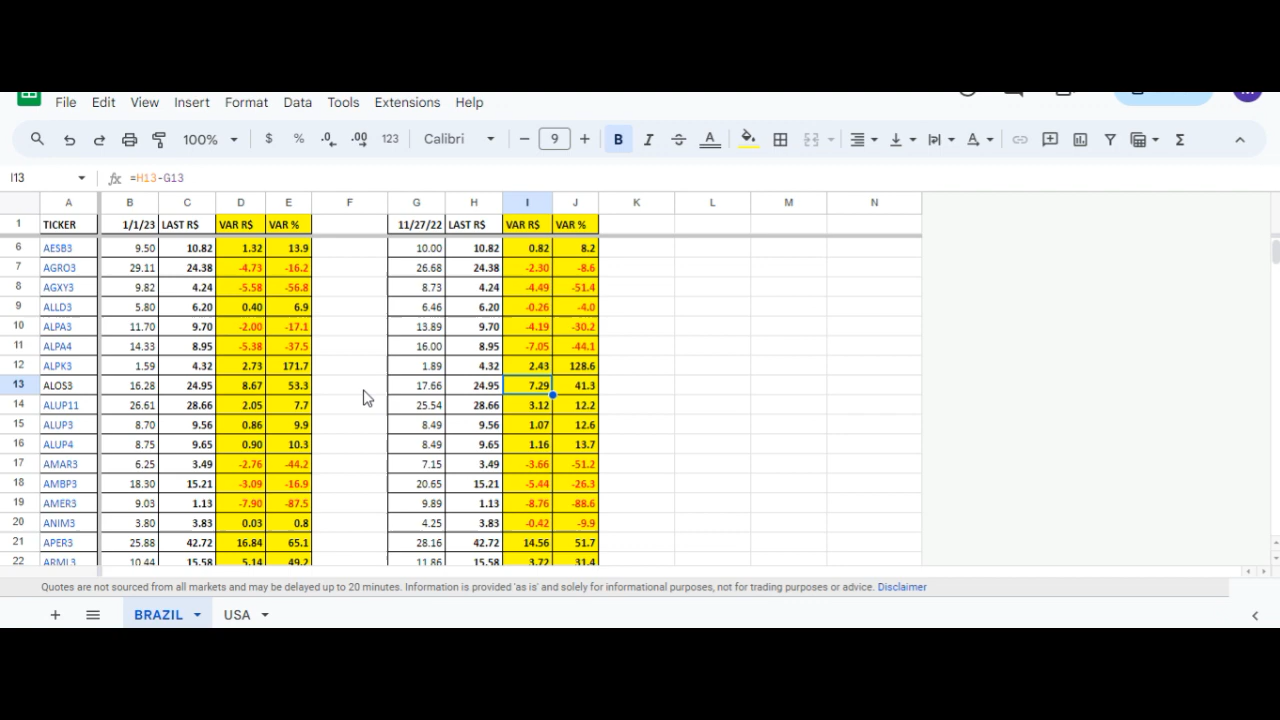 File Edit View Insert Format Data Tools Extensions Help
100% $ % .0 .00 123 Calibri 9 B I A Σ
I13 fx =H13-G13
A B C D E F G H I J K L M N
1 TICKER 1/1/23 LAST R$ VAR R$ VAR % 11/27/22 LAST R$ VAR R$ VAR %
6 AESB3 9.50 10.82 1.32 13.9 10.00 10.82 0.82 8.2
7 AGRO3 29.11 24.38 -4.73 -16.2 26.68 24.38 -2.30 -8.6
8 AGXY3 9.82 4.24 -5.58 -56.8 8.73 4.24 -4.49 -51.4
9 ALLD3 5.80 6.20 0.40 6.9 6.46 6.20 -0.26 -4.0
10 ALPA3 11.70 9.70 -2.00 -17.1 13.89 9.70 -4.19 -30.2
11 ALPA4 14.33 8.95 -5.38 -37.5 16.00 8.95 -7.05 -44.1
12 ALPK3 1.59 4.32 2.73 171.7 1.89 4.32 2.43 128.6
13 ALOS3 16.28 24.95 8.67 53.3 17.66 24.95 7.29 41.3
14 ALUP11 26.61 28.66 2.05 7.7 25.54 28.66 3.12 12.2
15 ALUP3 8.70 9.56 0.86 9.9 8.49 9.56 1.07 12.6
16 ALUP4 8.75 9.65 0.90 10.3 8.49 9.65 1.16 13.7
17 AMAR3 6.25 3.49 -2.76 -44.2 7.15 3.49 -3.66 -51.2
18 AMBP3 18.30 15.21 -3.09 -16.9 20.65 15.21 -5.44 -26.3
19 AMER3 9.03 1.13 -7.90 -87.5 9.89 1.13 -8.76 -88.6
20 ANIM3 3.80 3.83 0.03 0.8 4.25 3.83 -0.42 -9.9
21 APER3 25.88 42.72 16.84 65.1 28.16 42.72 14.56 51.7
22 ARML3 10.44 15.58 5.14 49.2 11.86 15.58 3.72 31.4
Quotes are not sourced from all markets and may be delayed up to 20 minutes. Information is provided 'as is' and solely for informational purposes, not for trading purposes or advice. Disclaimer
BRAZIL USA